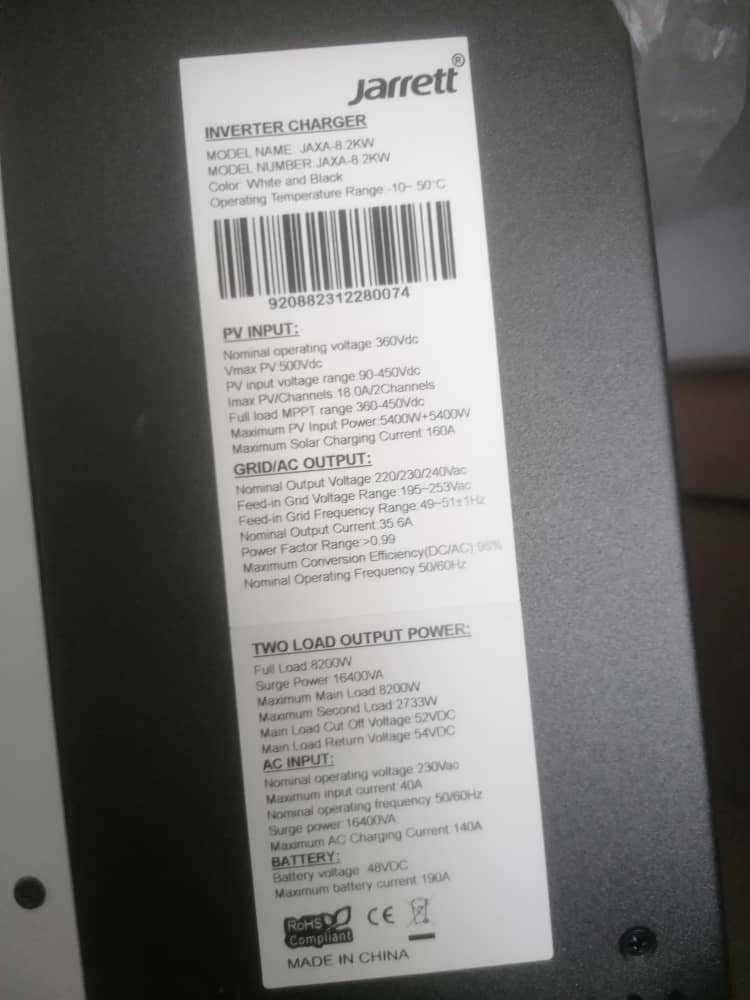 Jarrett®
INVERTER CHARGER
MODEL NAME JAXA-8.2KW
MODEL NUMBER:JAXA-8.2KW
Color: White and Black
Operating Temperature Range:-10~ 50°C
920882312280074
PV INPUT:
Nominal operating voltage:360Vdc
Vmax PV:500Vdc
PV input voltage range:90-450Vdc
Imax PV/Channels:18.0A/2Channels
Full load MPPT range:360-450Vdc
Maximum PV Input Power:5400W+5400W
Maximum Solar Charging Current:160A
GRID/AC OUTPUT:
Nominal Output Voltage:220/230/240Vac
Feed-in Grid Voltage Range:195~253Vac
Feed-in Grid Frequency Range:49~51±1Hz
Nominal Output Current:35.6A
Power Factor Range:>0.99
Maximum Conversion Efficiency(DC/AC):
Nominal Operating Frequency:50/60Hz
TWO LOAD OUTPUT POWER:
Full Load:8200W
Surge Power:16400VA
Maximum Main Load:8200W
Maximum Second Load:2733W
Main Load Cut Off Voltage:52VDC
Main Load Return Voltage:54VDC
AC INPUT:
Nominal operating voltage:230Vac
Maximum input current:40A
Nominal operating frequency:50/60Hz
Surge power:16400VA
Maximum AC Charging Current:140A
BATTERY:
Battery voltage 48VDC
Maximum battery current:190A
RoHS
Compliant
CE
MADE IN CHINA